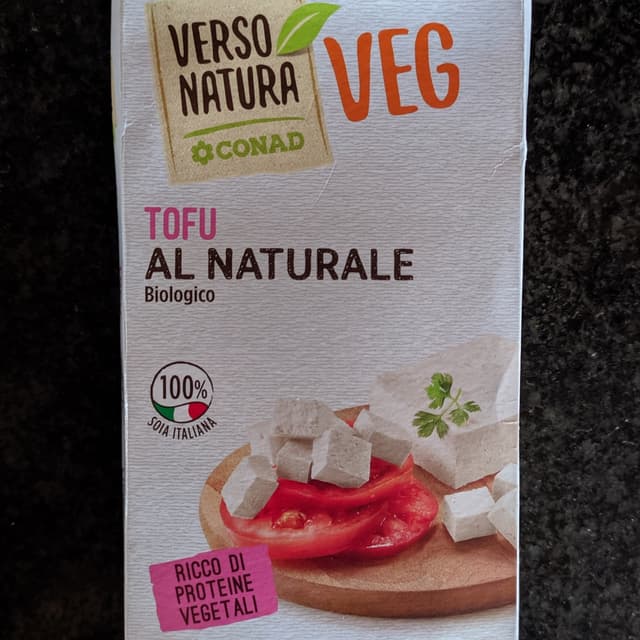 VERSO
NATURA
CONAD
VEG
TOFU
AL NATURALE
Biologico
100%
SOIA ITALIANA
RICCO DI
PROTEINE
VEGETALI